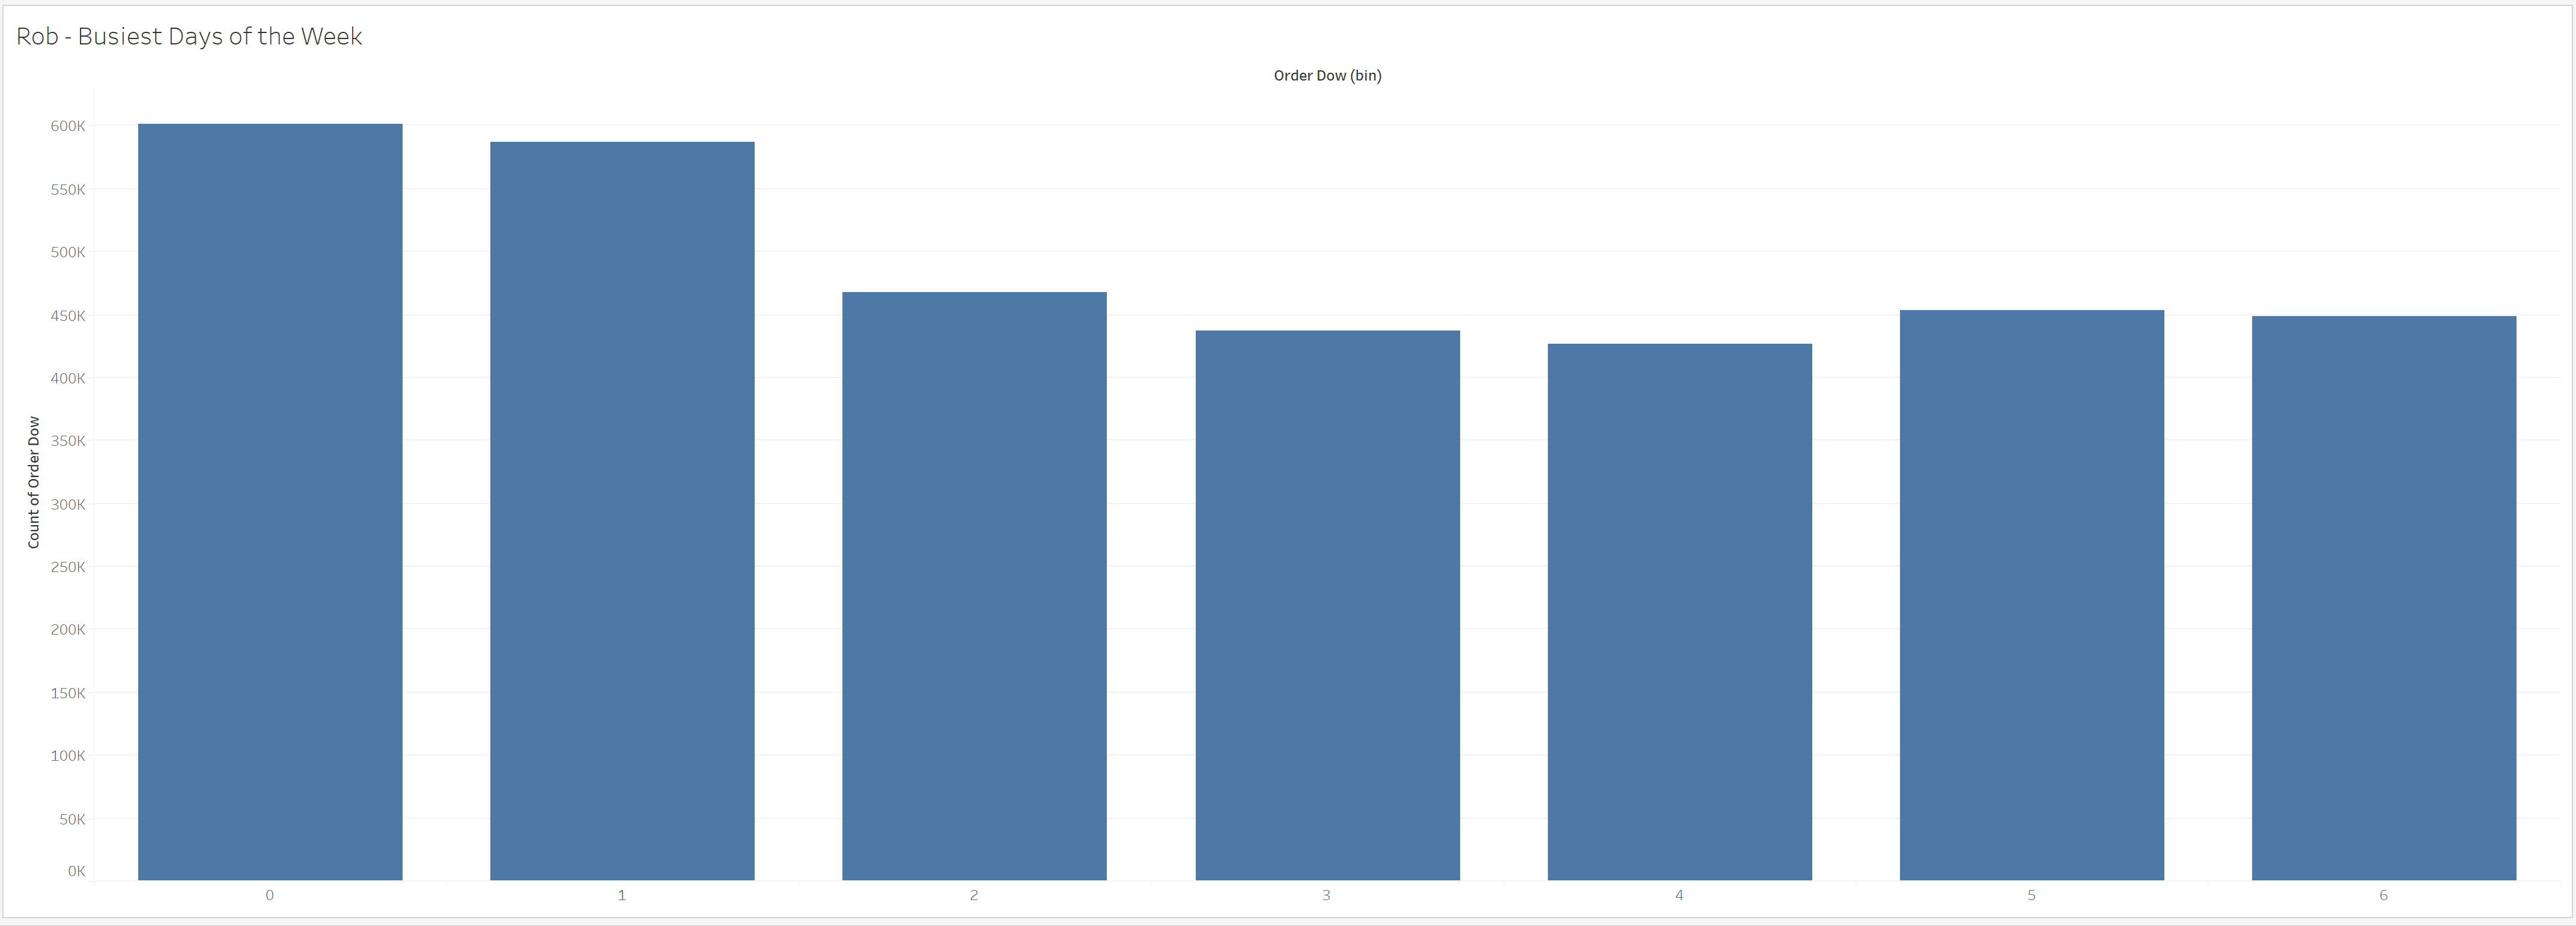 Rob - Busiest Days of the Week
Order Dow (bin)
600K
550K
500K
450K
400K
350K
300K
250K
200K
150K
100K
50K
0K
Count of Order Dow
0 1 2 3 4 5 6